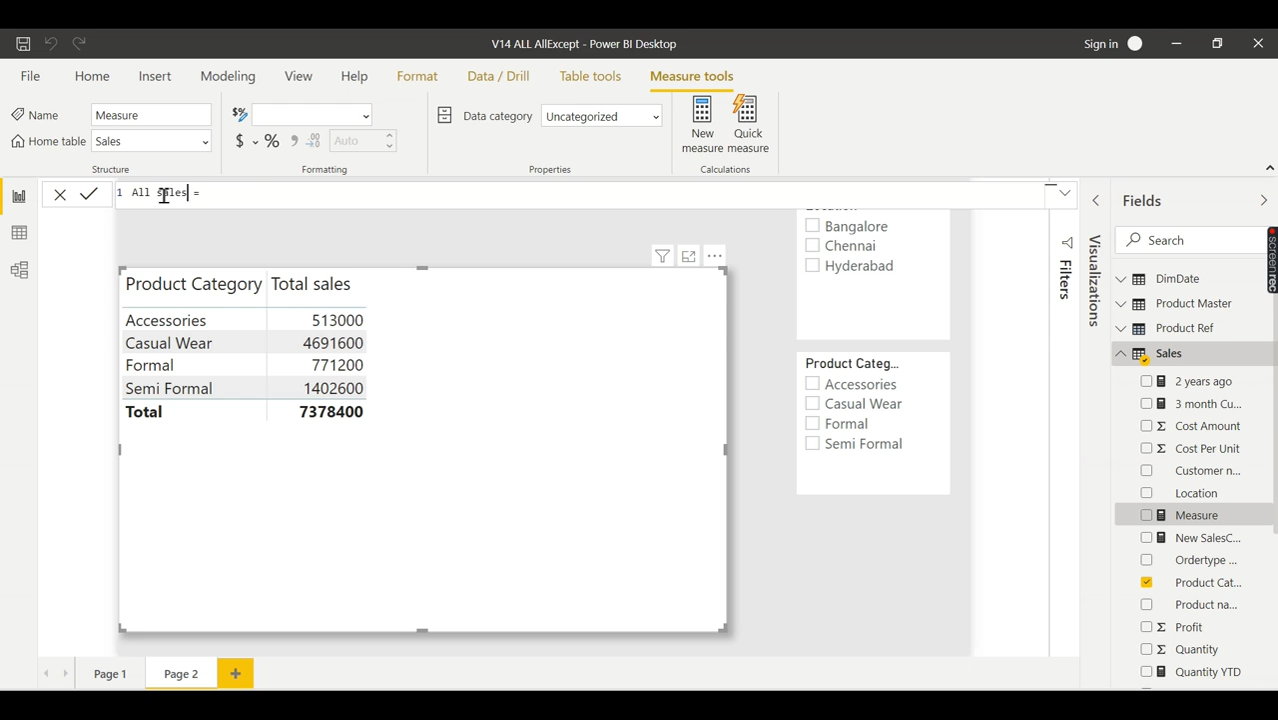 V14 ALL AllExcept - Power BI Desktop
Sign in
File
Home
Insert
Modeling
View
Help
Format
Data / Drill
Table tools
Measure tools
Name
Measure
Home table
Sales
Structure
$%
$
%
Auto
Formatting
Data category
Uncategorized
Properties
New measure
Quick measure
Calculations
1 All sales =
Location
Bangalore
Chennai
Hyderabad
Product Category
Total sales
Accessories 513000
Casual Wear 4691600
Formal 771200
Semi Formal 1402600
Total 7378400
Product Categ...
Accessories
Casual Wear
Formal
Semi Formal
Filters
Visualizations
Fields
Search
screenrec
DimDate
Product Master
Product Ref
Sales
2 years ago
3 month Cu...
Cost Amount
Cost Per Unit
Customer n...
Location
Measure
New SalesC...
Ordertype ...
Product Cat...
Product na...
Profit
Quantity
Quantity YTD
Page 1
Page 2